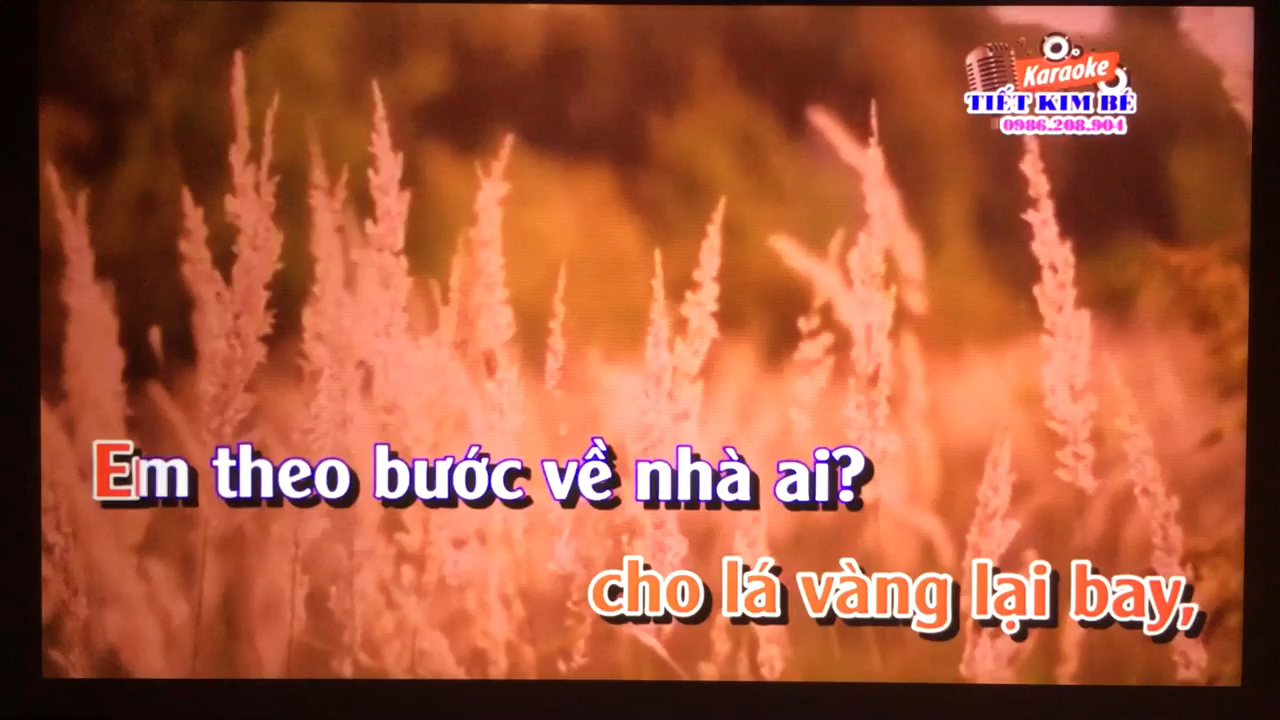 Karaoke
TIẾT KIM BÉ
0986.208.904
Em theo bước về nhà ai?
cho lá vàng lại bay,